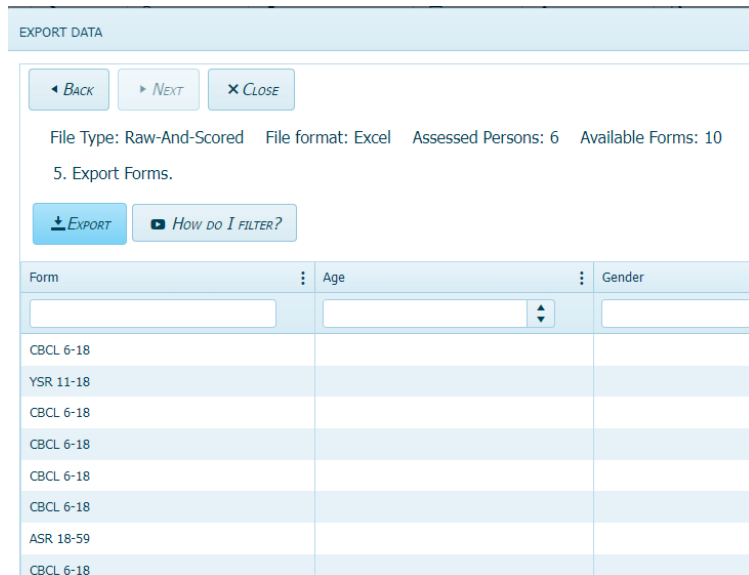 EXPORT DATA
BACK NEXT CLOSE
File Type: Raw-And-Scored File format: Excel Assessed Persons: 6 Available Forms: 10
5. Export Forms.
EXPORT HOW DO I FILTER?
Form Age Gender
CBCL 6-18
YSR 11-18
CBCL 6-18
CBCL 6-18
CBCL 6-18
CBCL 6-18
ASR 18-59
CBCL 6-18